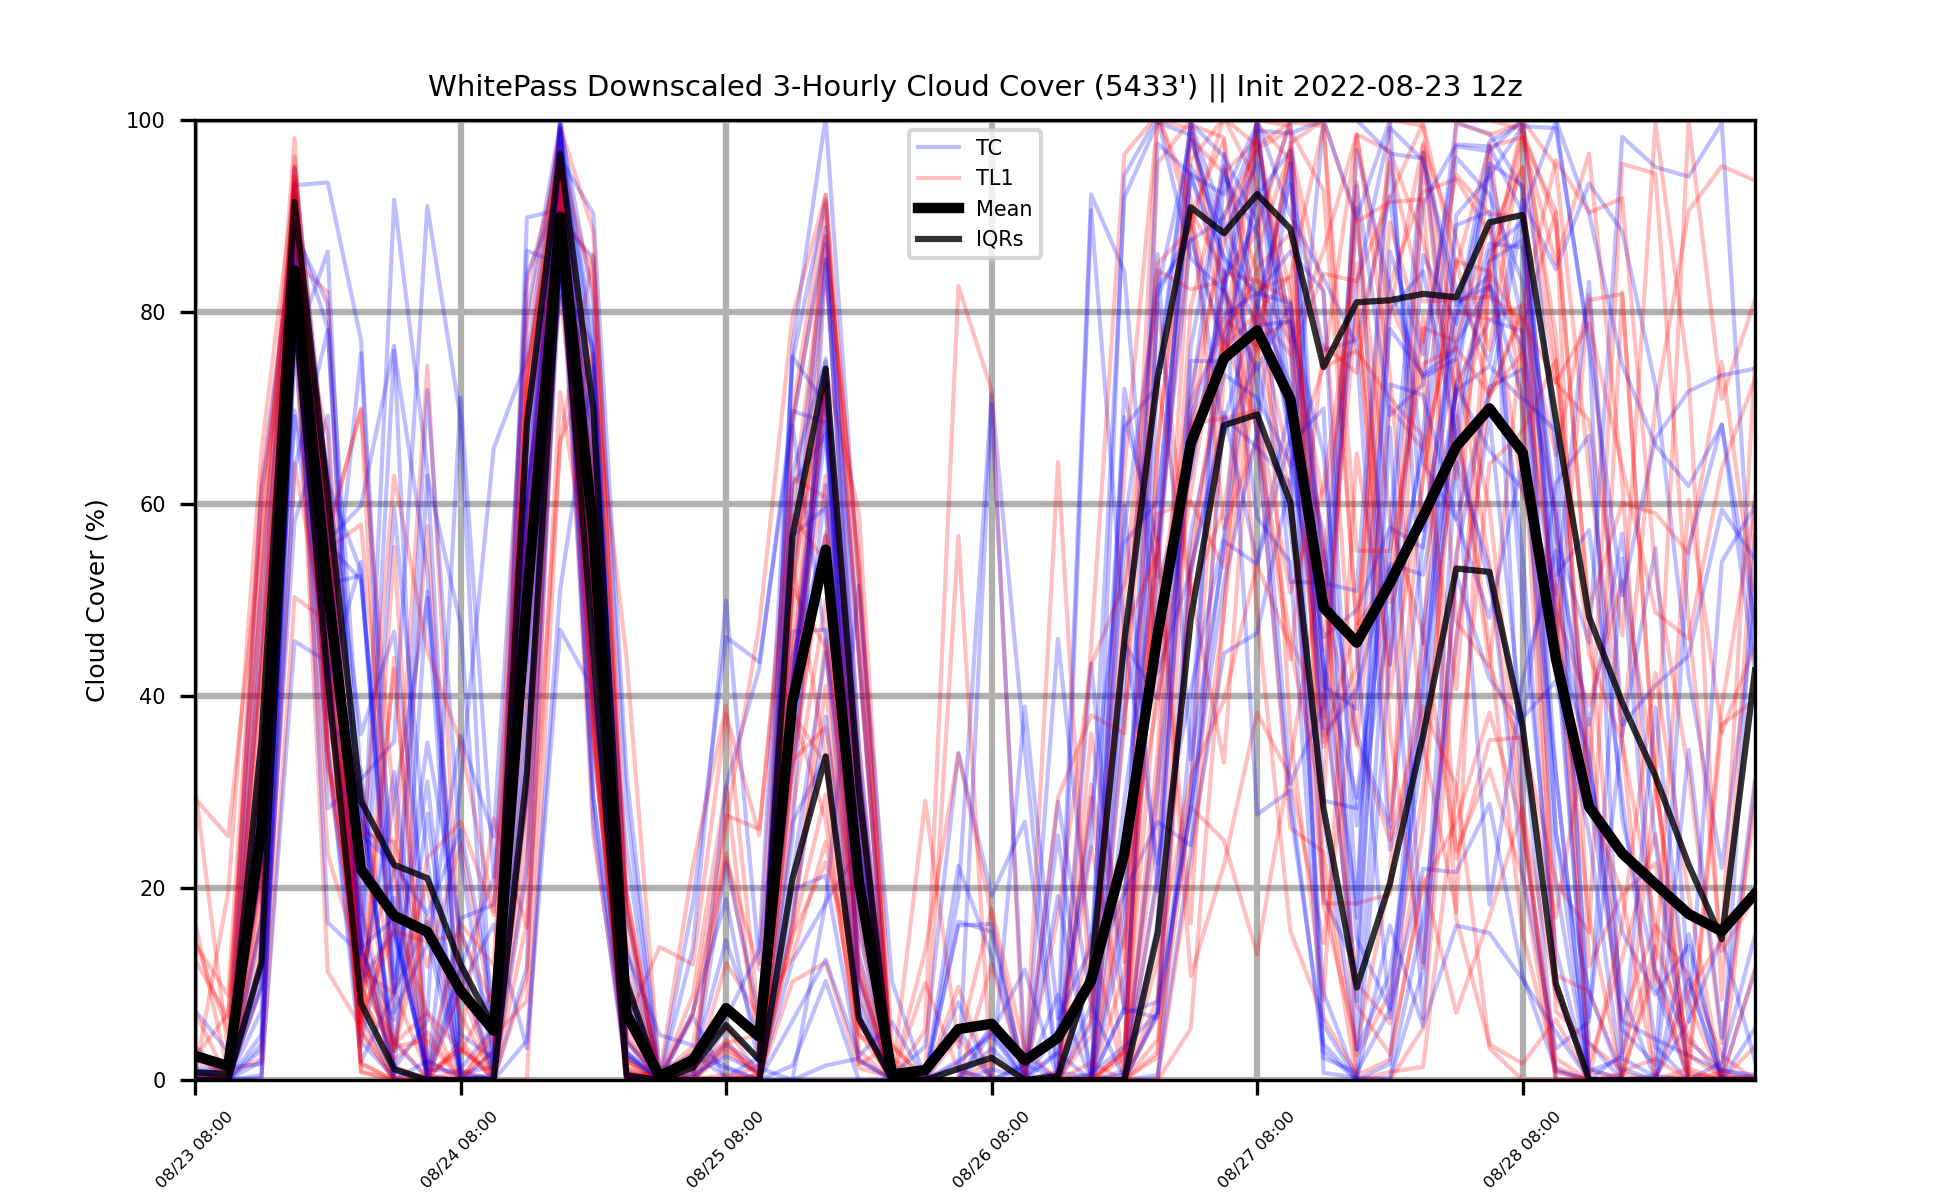 WhitePass Downscaled 3-Hourly Cloud Cover (5433') || Init 2022-08-23 12z
TC
TL1
Mean
IQRs
Cloud Cover (%)
100
80
60
40
20
0
08/23 08:00
08/24 08:00
08/25 08:00
08/26 08:00
08/27 08:00
08/28 08:00